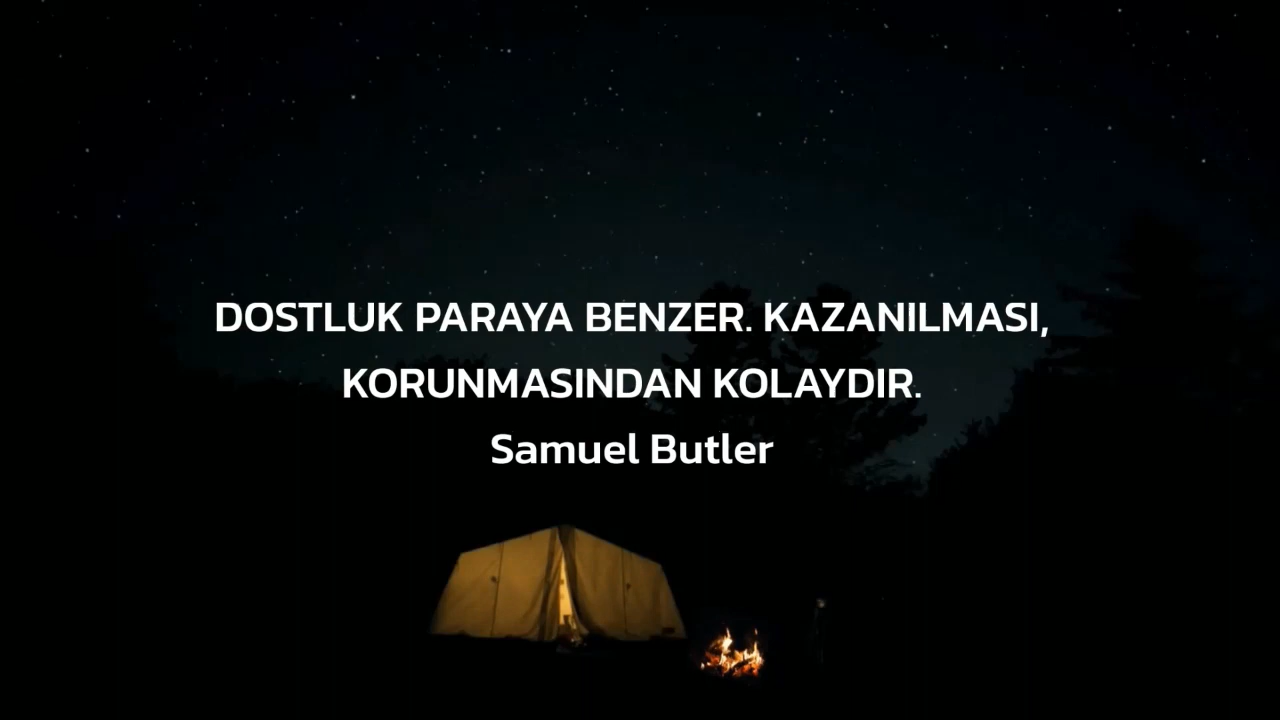 DOSTLUK PARAYA BENZER. KAZANILMASI,
KORUNMASINDAN KOLAYDIR.
Samuel Butler